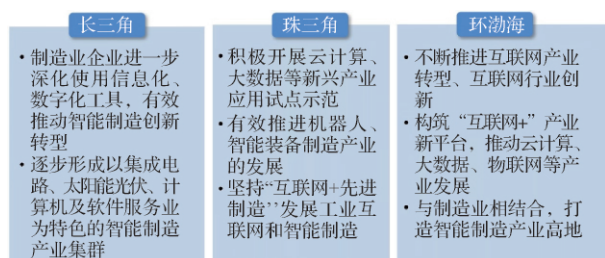 长三角
• 制造业企业进一步
深化使用信息化、
数字化工具，有效
推动智能制造创新
转型
• 逐步形成以集成电
路、太阳能光伏、计
算机及软件服务业
为特色的智能制造
产业集群
珠三角
• 积极开展云计算、
大数据等新兴产业
应用试点示范
• 有效推进机器人、
智能装备制造产业
的发展
• 坚持“互联网+先进
制造’’发展工业互
联网和智能制造
环渤海
• 不断推进互联网产业
转型、互联网行业创
新
• 构筑“互联网+”产业
新平台，推动云计算、
大数据、物联网等产
业发展
• 与制造业相结合，打
造智能制造产业高地